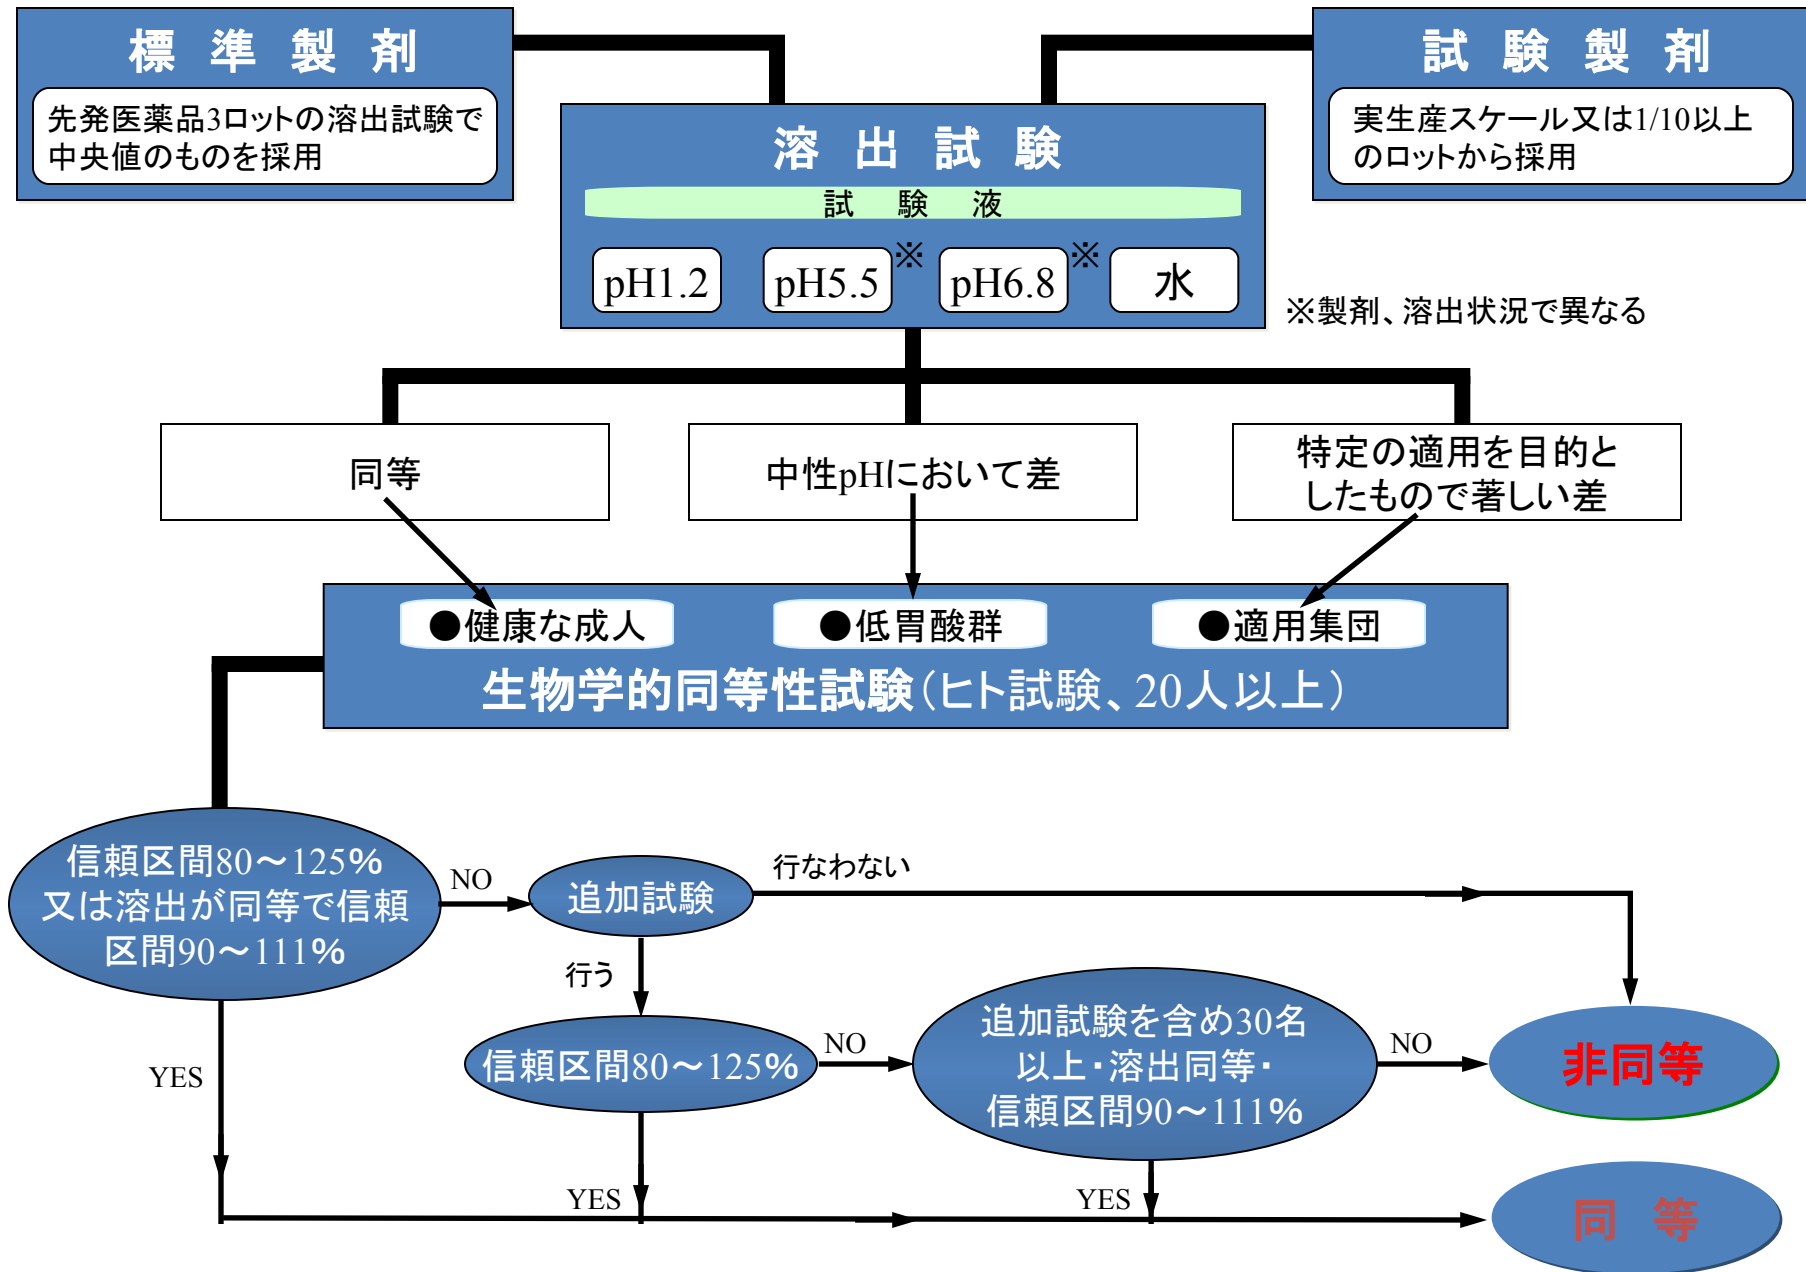 標準製剤
先発医薬品3ロットの溶出試験で
中央値のものを採用
試験製剤
実生産スケール又は1/10以上
のロットから採用
溶出試験
試験液
pH1.2
pH5.5
※
pH6.8
※
水
※製剤、溶出状況で異なる
同等
中性pHにおいて差
特定の適用を目的と
したもので著しい差
●健康な成人
●低胃酸群
●適用集団
生物学的同等性試験（ヒト試験、20人以上）
信頼区間80～125%
又は溶出が同等で信頼
区間90～111%
NO
追加試験
行なわない
行う
YES
信頼区間80～125%
NO
追加試験を含め30名
以上・溶出同等・
信頼区間90～111%
NO
非同等
YES
YES
同等